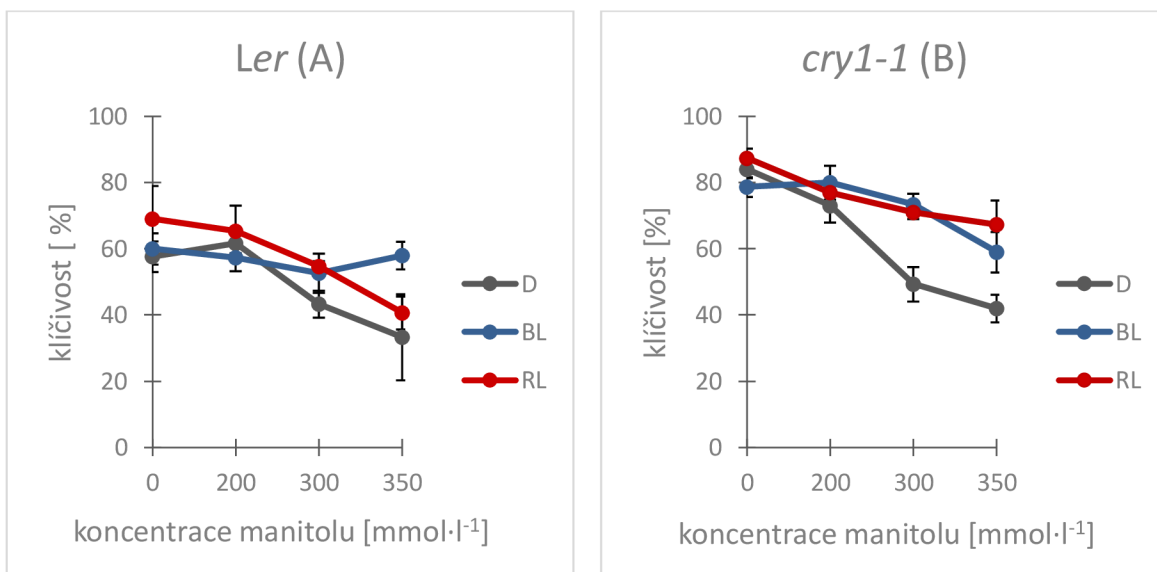 Ler (A)
klíčivost [ %]
100
80
60
40
20
0
0 200 300 350
koncentrace manitolu [mmol·l-1]
D
BL
RL
cry1-1 (B)
klíčivost [%]
100
80
60
40
20
0
0 200 300 350
koncentrace manitolu [mmol·l-1]
D
BL
RL